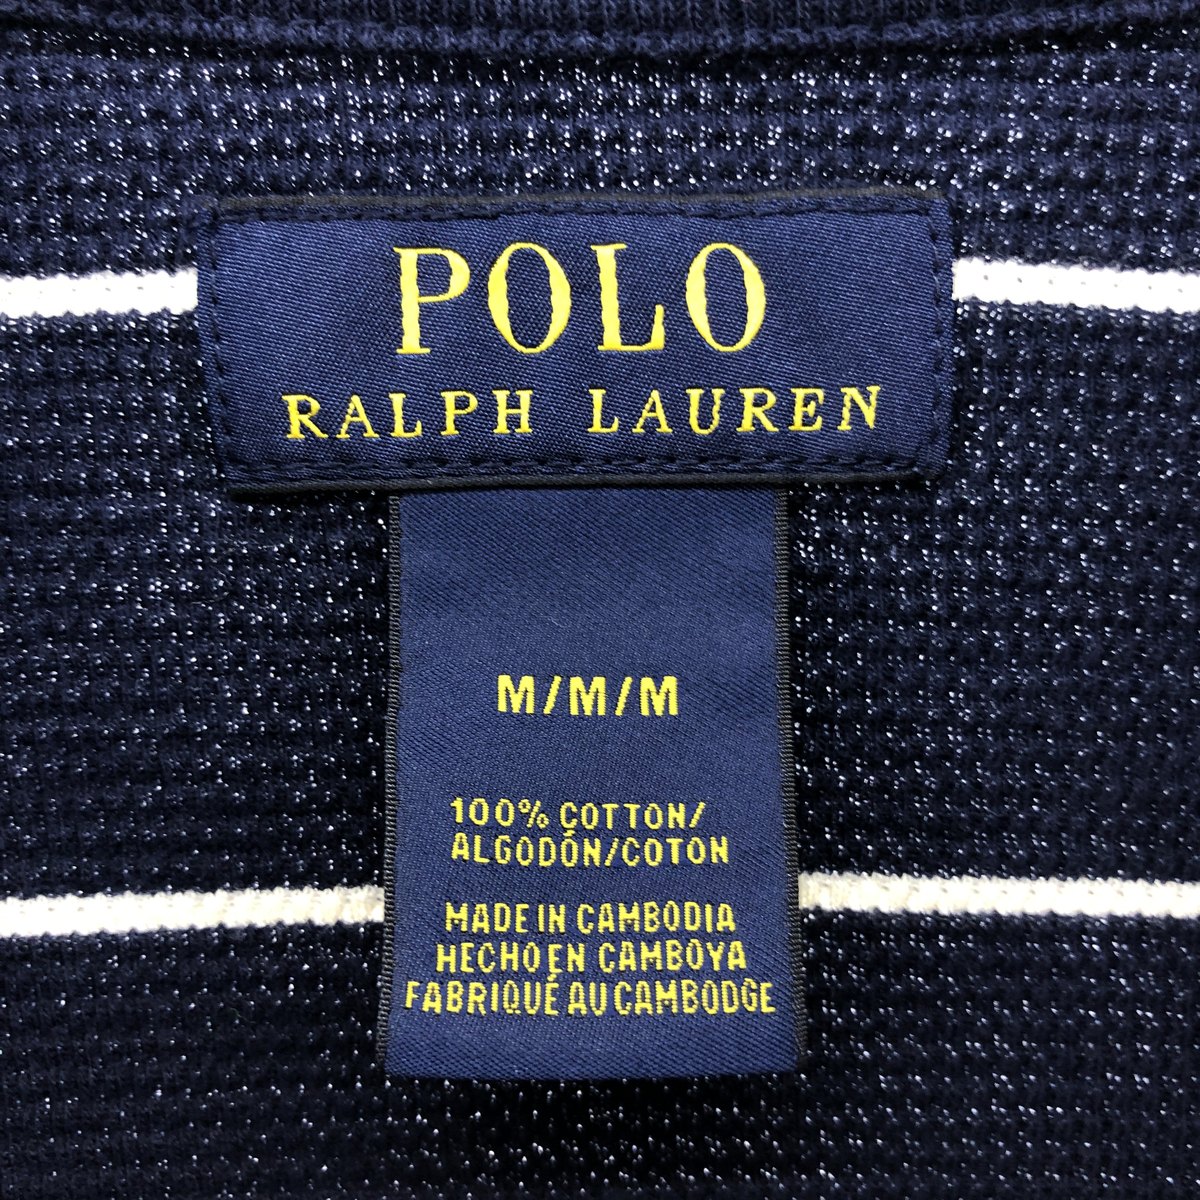 POLO
RALPH LAUREN
M/M/M
100% COTTON/
ALGODÓN/COTON
MADE IN CAMBODIA
HECHO EN CAMBOYA
FABRIQUÉ AU CAMBODGE